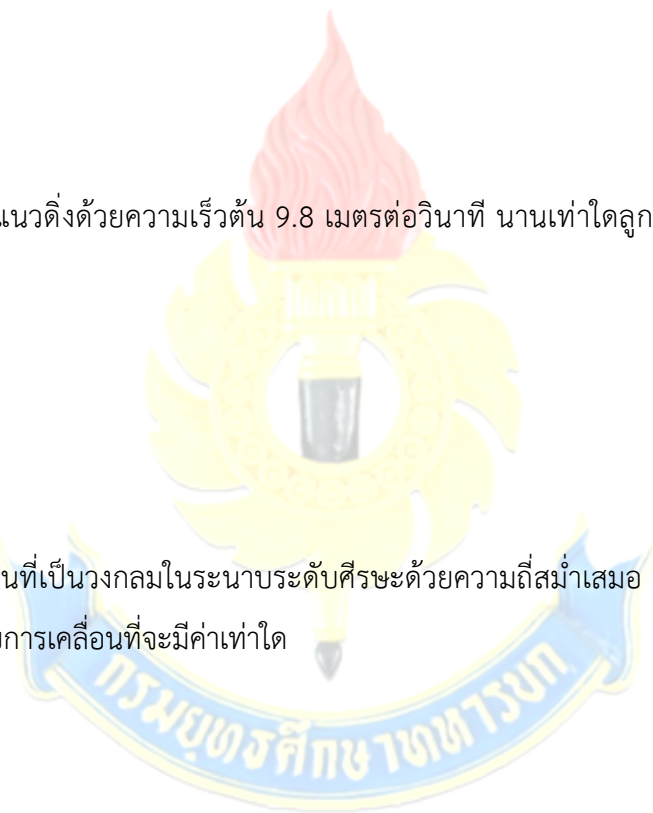 แนวดิ่งด้วยความเร็วต้น 9.8 เมตรต่อวินาที นานเท่าใดลูก
นที่เป็นวงกลมในระนาบระดับศีรษะด้วยความถี่สม่ำเสมอ
การเคลื่อนที่จะมีค่าเท่าใด
กรมยุทธศึกษาทหารบก